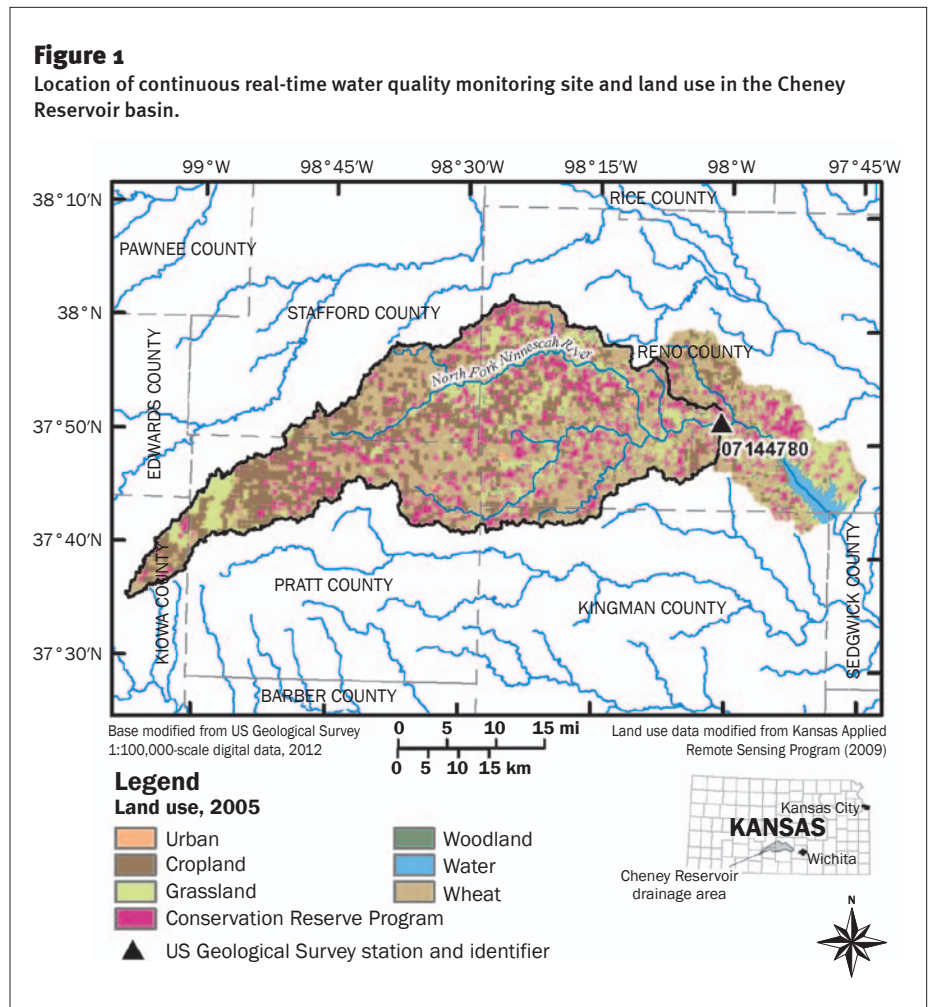 Figure 1
Location of continuous real-time water quality monitoring site and land use in the Cheney
Reservoir basin.
99°W 98°45′W 98°30′W 98°15′W 98°W 97°45′W
38°10′N
RICE COUNTY
PAWNEE COUNTY
38°N
STAFFORD COUNTY
EDWARDS COUNTY
North Fork Ninnescah River
RENO COUNTY
37°50′N
07144780
37°40′N
KIOWA COUNTY
PRATT COUNTY
KINGMAN COUNTY
SEDGWICK COUNTY
37°30′N
BARBER COUNTY
Base modified from US Geological Survey
1:100,000-scale digital data, 2012
0 5 10 15 mi
0 5 10 15 km
Land use data modified from Kansas Applied
Remote Sensing Program (2009)
Legend
Land use, 2005
Urban
Cropland
Grassland
Conservation Reserve Program
Woodland
Water
Wheat
US Geological Survey station and identifier
Kansas City
KANSAS
Wichita
Cheney Reservoir
drainage area
N